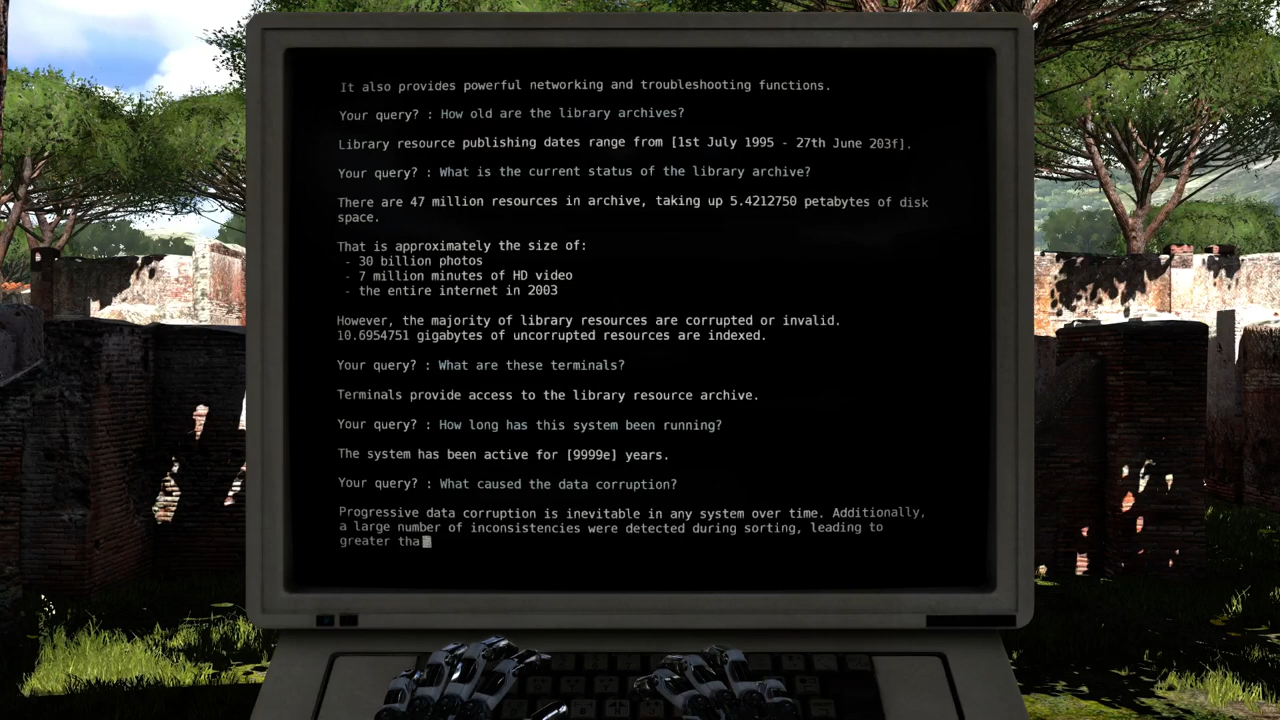 It also provides powerful networking and troubleshooting functions.
Your query? : How old are the library archives?
Library resource publishing dates range from [1st July 1995 - 27th June 203f].
Your query? : What is the current status of the library archive?
There are 47 million resources in archive, taking up 5.4212750 petabytes of disk
space.
That is approximately the size of:
- 30 billion photos
- 7 million minutes of HD video
- the entire internet in 2003
However, the majority of library resources are corrupted or invalid.
10.6954751 gigabytes of uncorrupted resources are indexed.
Your query? : What are these terminals?
Terminals provide access to the library resource archive.
Your query? : How long has this system been running?
The system has been active for [9999e] years.
Your query? : What caused the data corruption?
Progressive data corruption is inevitable in any system over time. Additionally,
a large number of inconsistencies were detected during sorting, leading to
greater tha